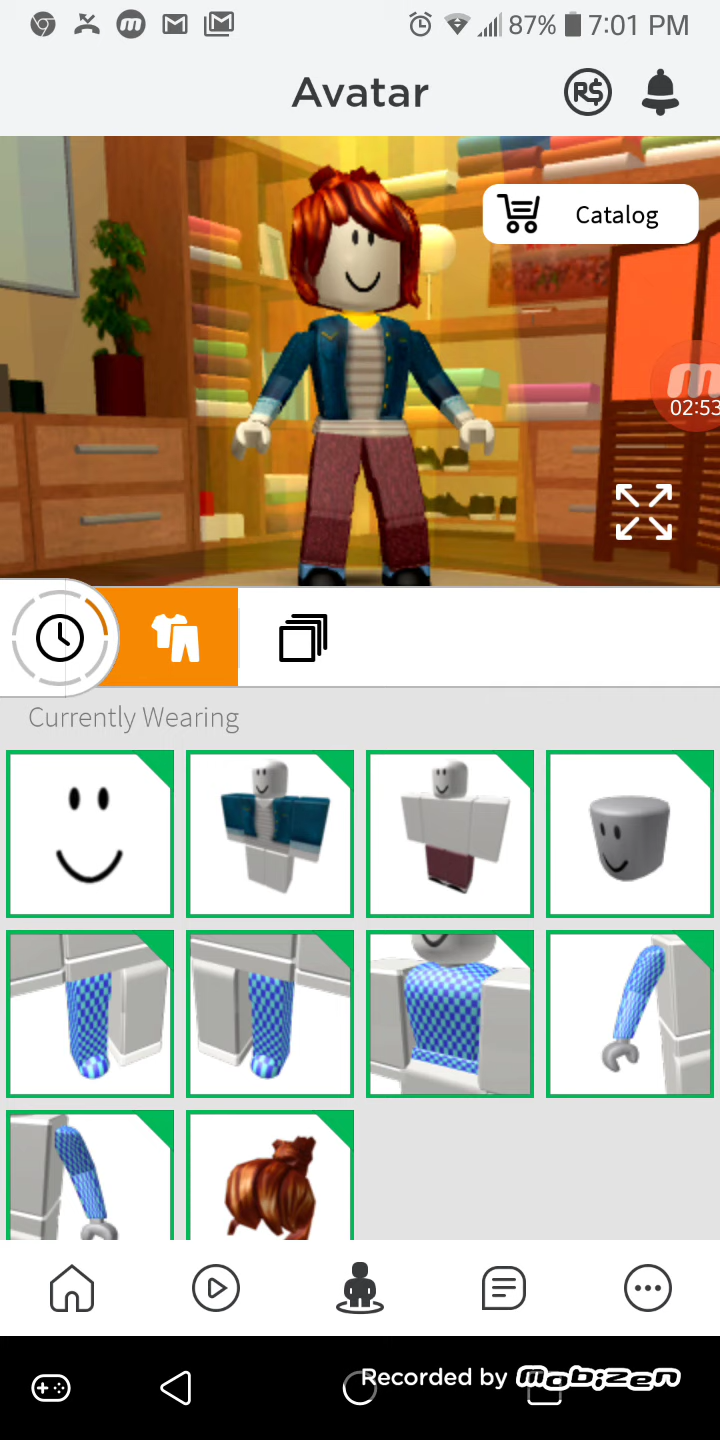 87% 7:01 PM
Avatar
R$
Catalog
02:53
Currently Wearing
Recorded by mobizen